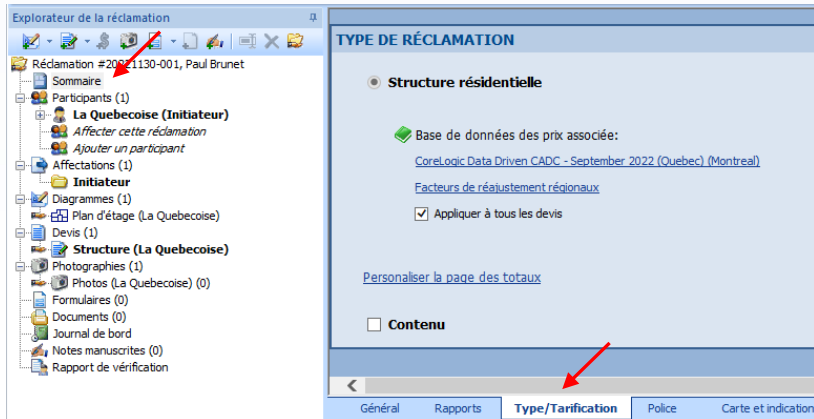 Explorateur de la réclamation
Réclamation #20221130-001, Paul Brunet
Sommaire
Participants (1)
La Quebecoise (Initiateur)
Affecter cette réclamation
Ajouter un participant
Affectations (1)
Initiateur
Diagrammes (1)
Plan d'étage (La Quebecoise)
Devis (1)
Structure (La Quebecoise)
Photographies (1)
Photos (La Quebecoise) (0)
Formulaires (0)
Documents (0)
Journal de bord
Notes manuscrites (0)
Rapport de vérification
TYPE DE RÉCLAMATION
Structure résidentielle
Base de données des prix associée:
CoreLogic Data Driven CADC - September 2022 (Quebec) (Montreal)
Facteurs de réajustement régionaux
Appliquer à tous les devis
Personaliser la page des totaux
Contenu
Général Rapports Type/Tarification Police Carte et indication